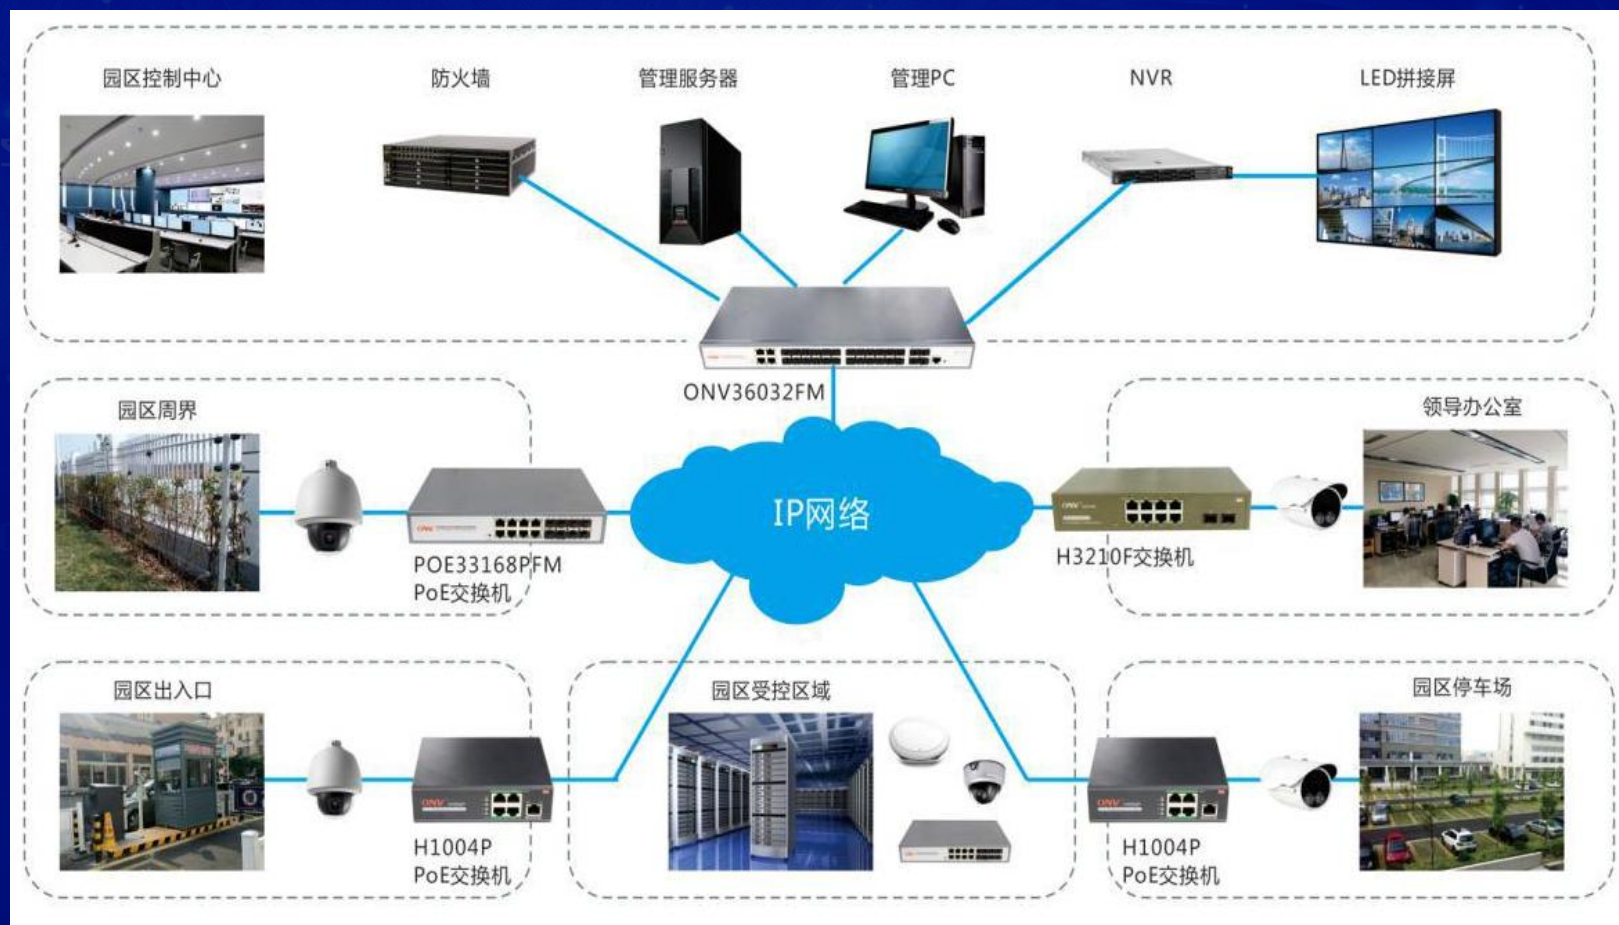 园区控制中心
防火墙
管理服务器
管理PC
NVR
LED拼接屏
ONV36032FM
园区周界
领导办公室
IP网络
POE33168PFM
PoE交换机
H3210F交换机
园区出入口
园区受控区域
园区停车场
ONV
ONV
ONV
ONV
H1004P
PoE交换机
H1004P
PoE交换机